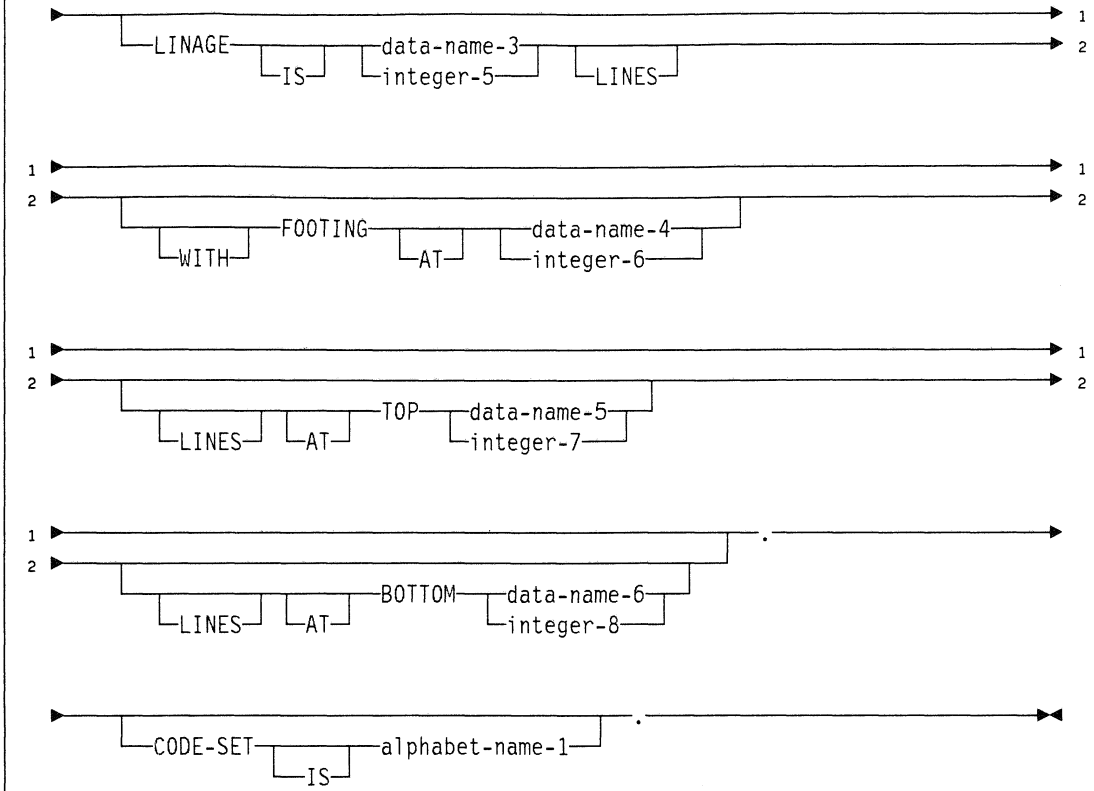 1
LINAGE data-name-3 2
IS integer-5 LINES
1 1
2 2
FOOTING data-name-4
WITH AT integer-6
1 1
2 2
TOP data-name-5
LINES AT integer-7
1 .
2
BOTTOM data-name-6
LINES AT integer-8
.
CODE-SET alphabet-name-1
IS